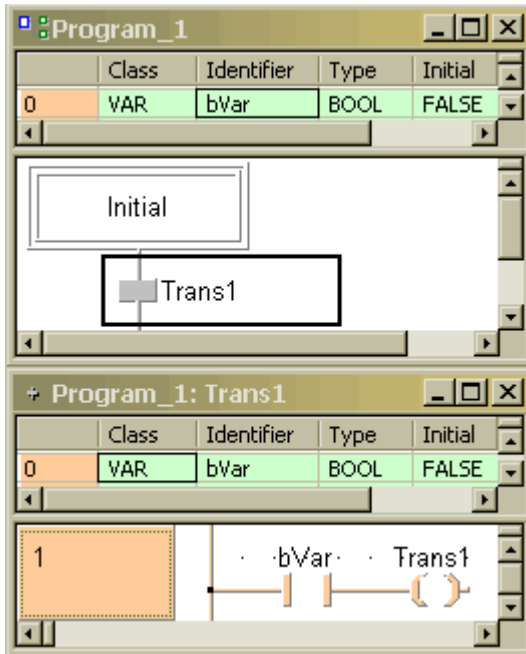 Program_1
Class Identifier Type Initial
0 VAR bVar BOOL FALSE
Initial
Trans1
Program_1: Trans1
Class Identifier Type Initial
0 VAR bVar BOOL FALSE
1 bVar Trans1